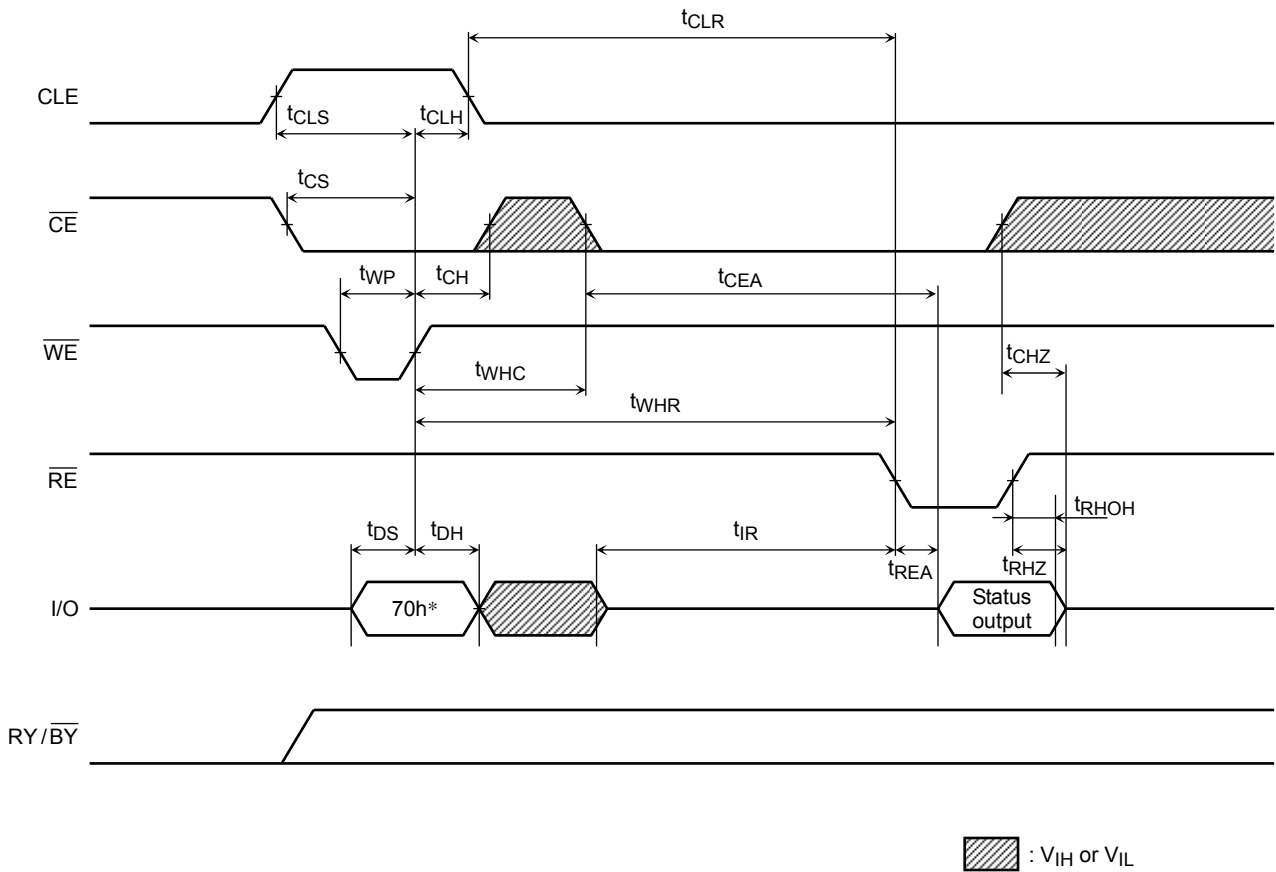 tCLR
CLE
tCLS
tCLH
tCS
CE
tWP
tCH
tCEA
WE
tCHZ
tWHC
tWHR
RE
tRHOH
tDS
tDH
tIR
tREA
tRHZ
I/O
70h*
Status
output
RY/BY
: VIH or VIL